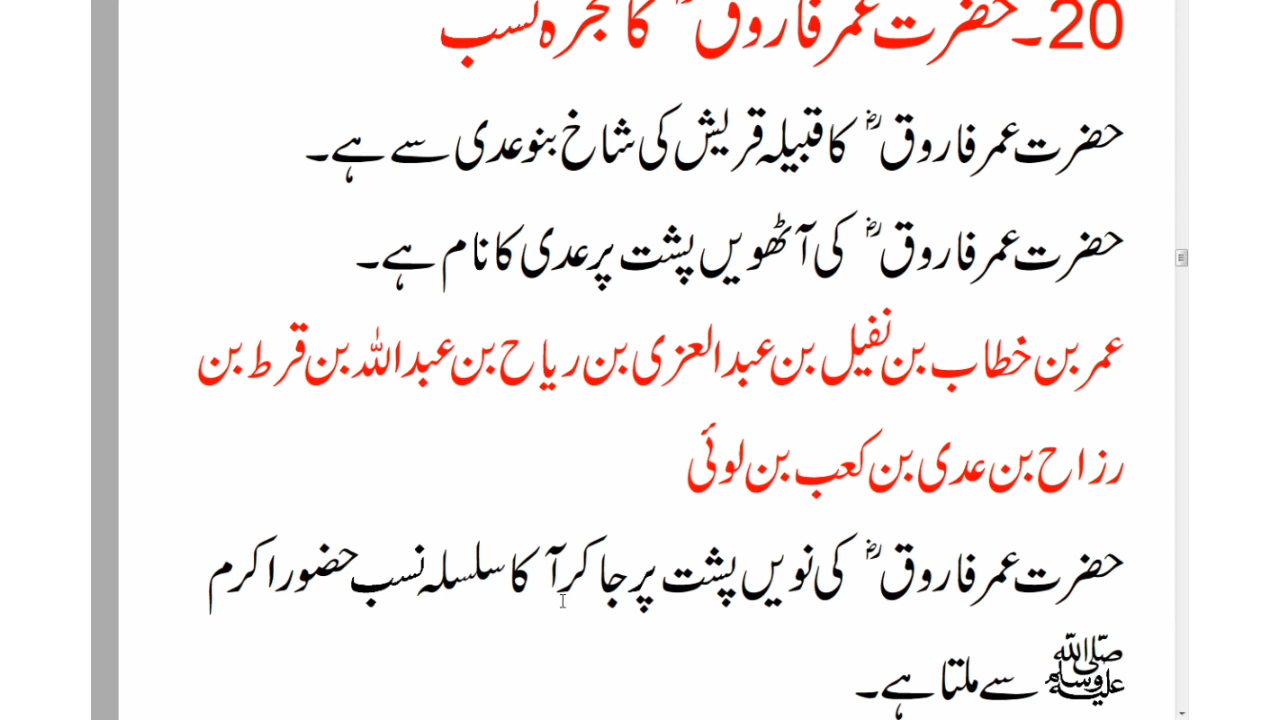 20۔حضرت عمر فاروقؓ کا شجرہ نسب
حضرت عمر فاروقؓ کا قبیلہ قریش کی شاخ بنو عدی سے ہے۔
حضرت عمر فاروقؓ کی آٹھویں پشت پر عدی کا نام ہے۔
عمر بن خطاب بن نفیل بن عبد العزی بن ریاح بن عبد اللہ بن قرط بن
رزاح بن عدی بن کعب بن لوئی
حضرت عمر فاروقؓ کی نویں پشت پر جا کر آ کا سلسلہ نسب حضور اکرم
ﷺ سے ملتا ہے۔